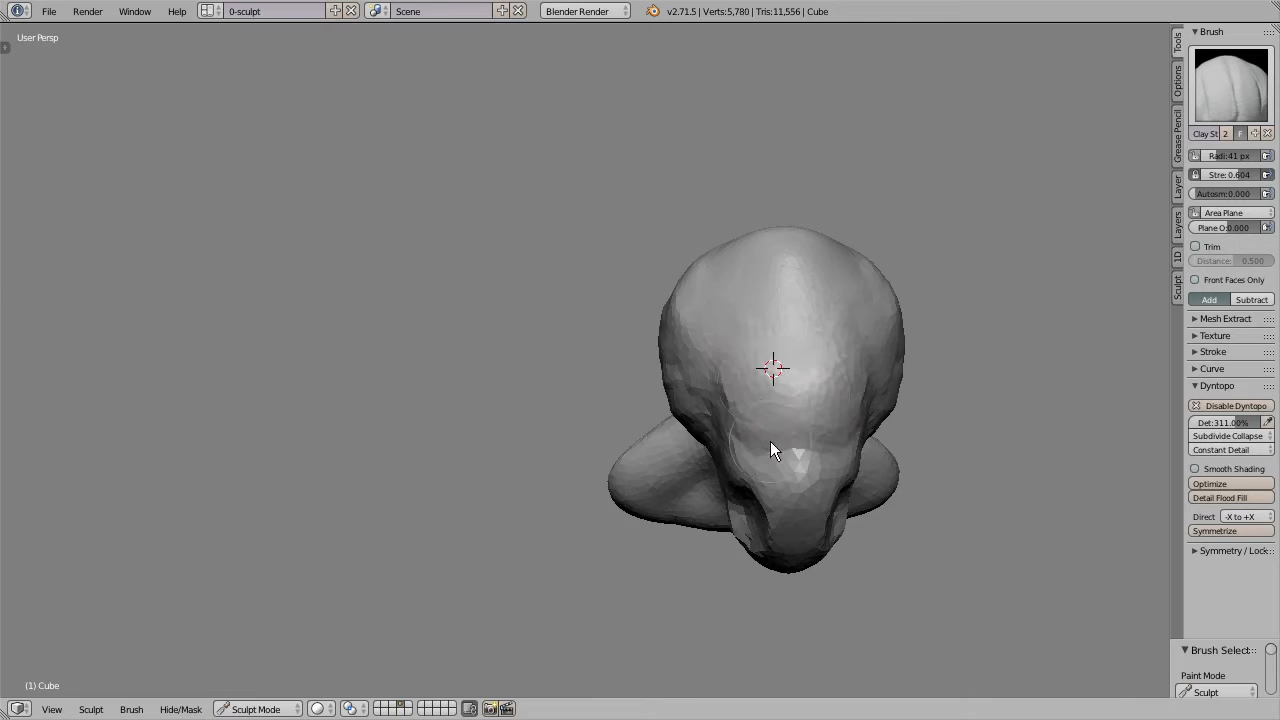 File Render Window Help 0-sculpt Scene Blender Render v2.71.5 | Verts:5,780 | Tris:11,556 | Cube
User Persp
Brush
Tools
Options
Grease Pencil
Layer
Layers
1D
Sculpt
Clay St 2 F
Radi:41 px
Stre: 0.604
Autosm:0.000
Area Plane
Plane O:0.000
Trim
Distance: 0.500
Front Faces Only
Add Subtract
Mesh Extract
Texture
Stroke
Curve
Dyntopo
Disable Dyntopo
Det:311.00%
Subdivide Collapse
Constant Detail
Smooth Shading
Optimize
Detail Flood Fill
Direct -X to +X
Symmetrize
Symmetry / Lock
Brush Select
Paint Mode
Sculpt
(1) Cube
View Sculpt Brush Hide/Mask Sculpt Mode